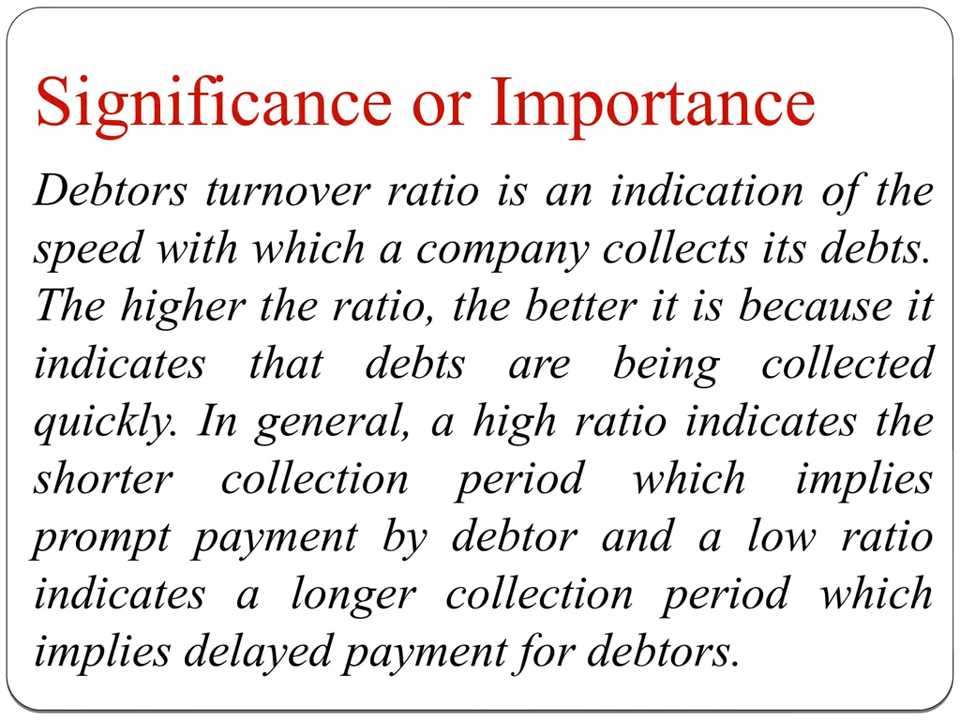 Significance or Importance
Debtors turnover ratio is an indication of the
speed with which a company collects its debts.
The higher the ratio, the better it is because it
indicates that debts are being collected
quickly. In general, a high ratio indicates the
shorter collection period which implies
prompt payment by debtor and a low ratio
indicates a longer collection period which
implies delayed payment for debtors.